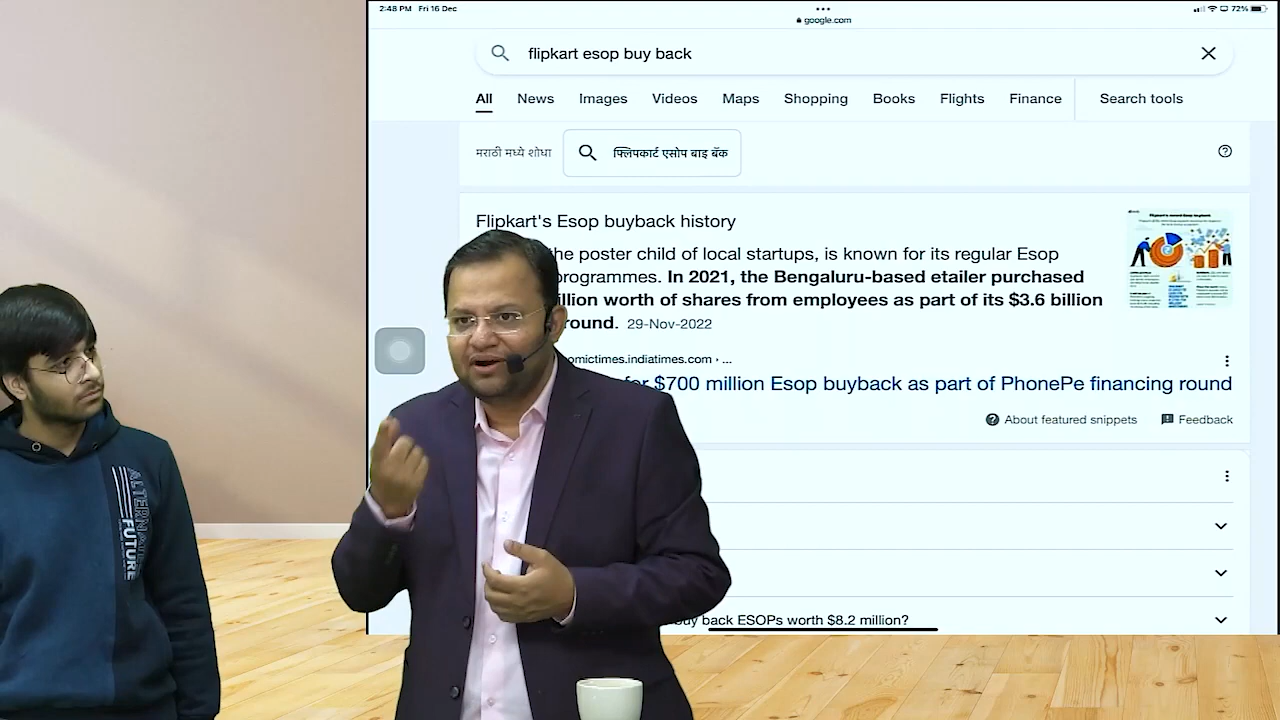 2:48 PM Fri 16 Dec
72%
google.com
flipkart esop buy back
All News Images Videos Maps Shopping Books Flights Finance Search tools
मराठी मध्ये शोधा फ्लिपकार्ट एसोप बाइ बॅक
Flipkart's Esop buyback history
the poster child of local startups, is known for its regular Esop
programmes. In 2021, the Bengaluru-based etailer purchased
worth of shares from employees as part of its $3.6 billion
round. 29-Nov-2022
omictimes.indiatimes.com › ...
for $700 million Esop buyback as part of PhonePe financing round
About featured snippets Feedback
buy back ESOPs worth $8.2 million?
FUTURE